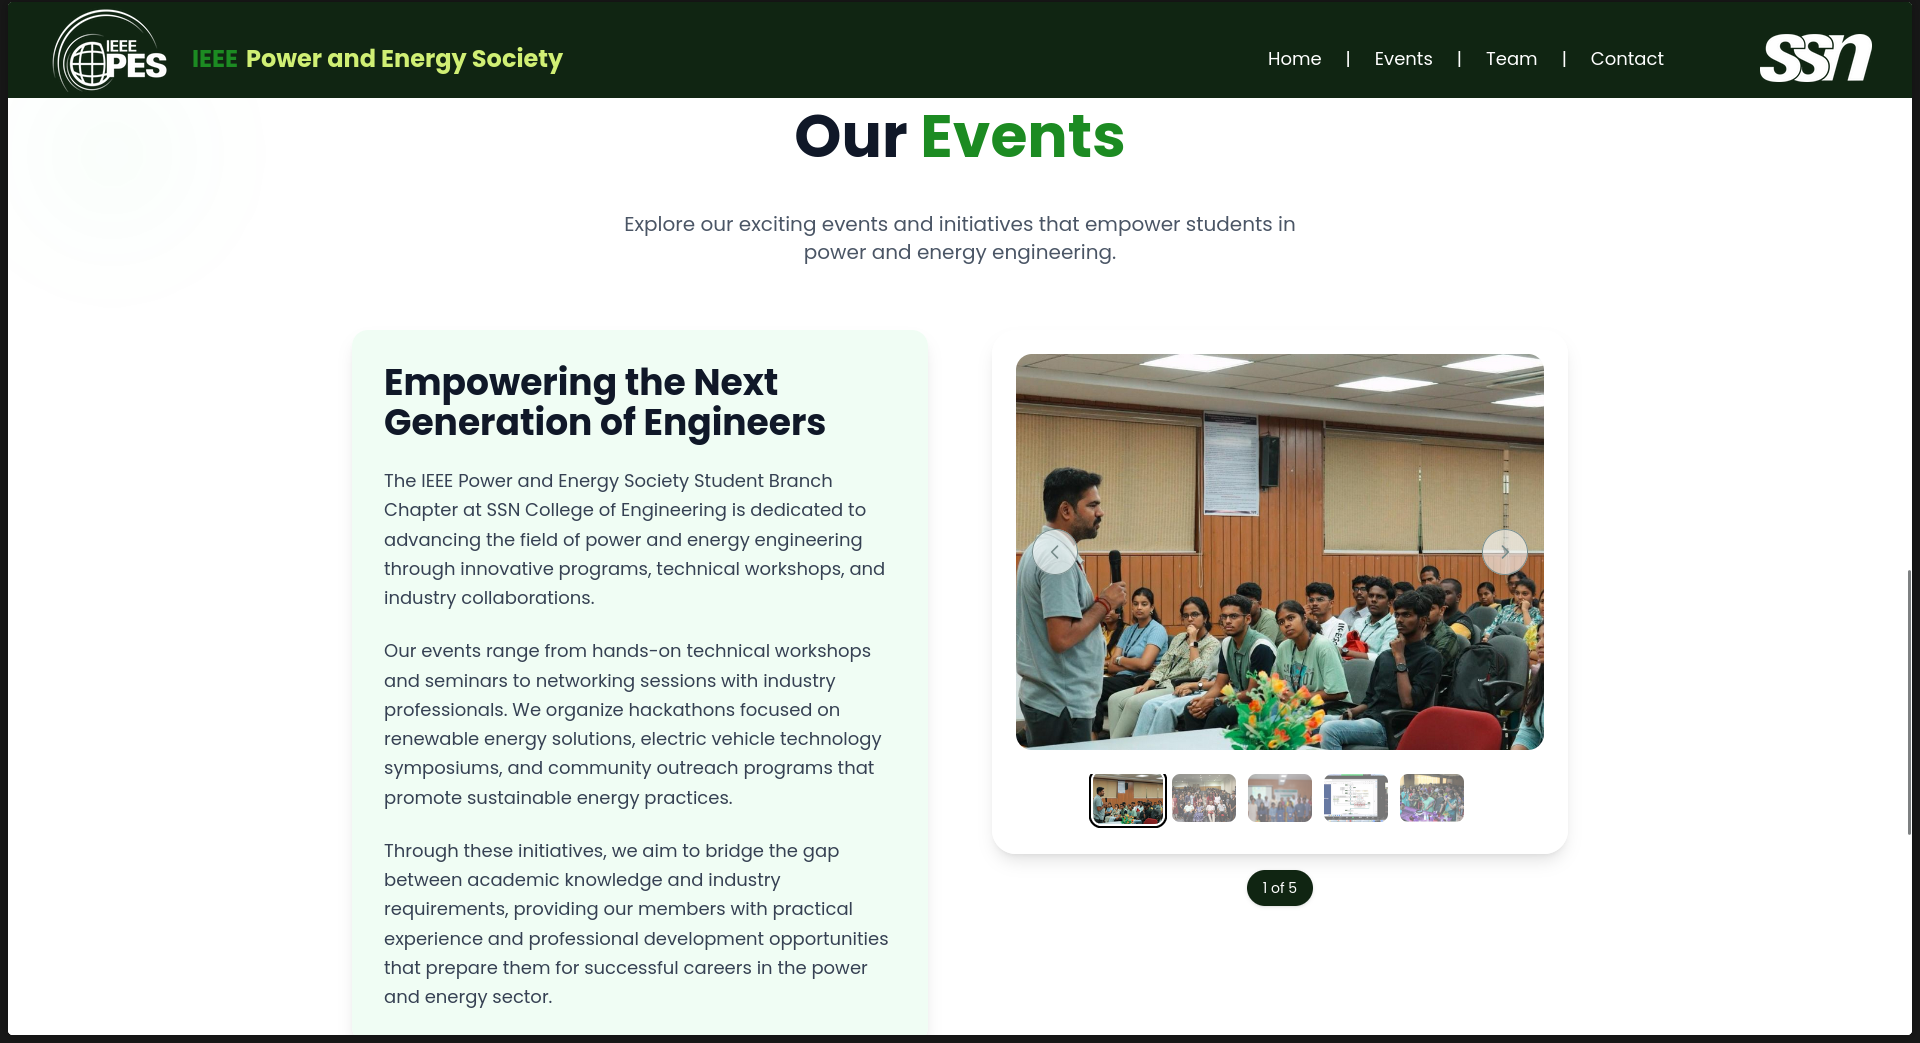 IEEE
PES
IEEE Power and Energy Society
Home | Events | Team | Contact
ssn
Our Events
Explore our exciting events and initiatives that empower students in
power and energy engineering.
Empowering the Next
Generation of Engineers
The IEEE Power and Energy Society Student Branch
Chapter at SSN College of Engineering is dedicated to
advancing the field of power and energy engineering
through innovative programs, technical workshops, and
industry collaborations.
Our events range from hands-on technical workshops
and seminars to networking sessions with industry
professionals. We organize hackathons focused on
renewable energy solutions, electric vehicle technology
symposiums, and community outreach programs that
promote sustainable energy practices.
Through these initiatives, we aim to bridge the gap
between academic knowledge and industry
requirements, providing our members with practical
experience and professional development opportunities
that prepare them for successful careers in the power
and energy sector.
1 of 5